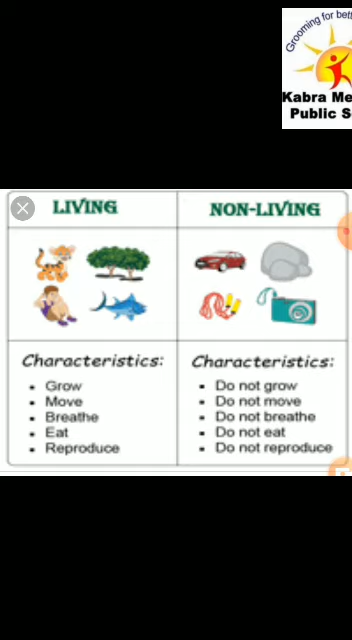 Grooming for bett
Kabra Me
Public S
LIVING
NON-LIVING
Characteristics:
Grow
Move
Breathe
Eat
Reproduce
Characteristics:
Do not grow
Do not move
Do not breathe
Do not eat
Do not reproduce